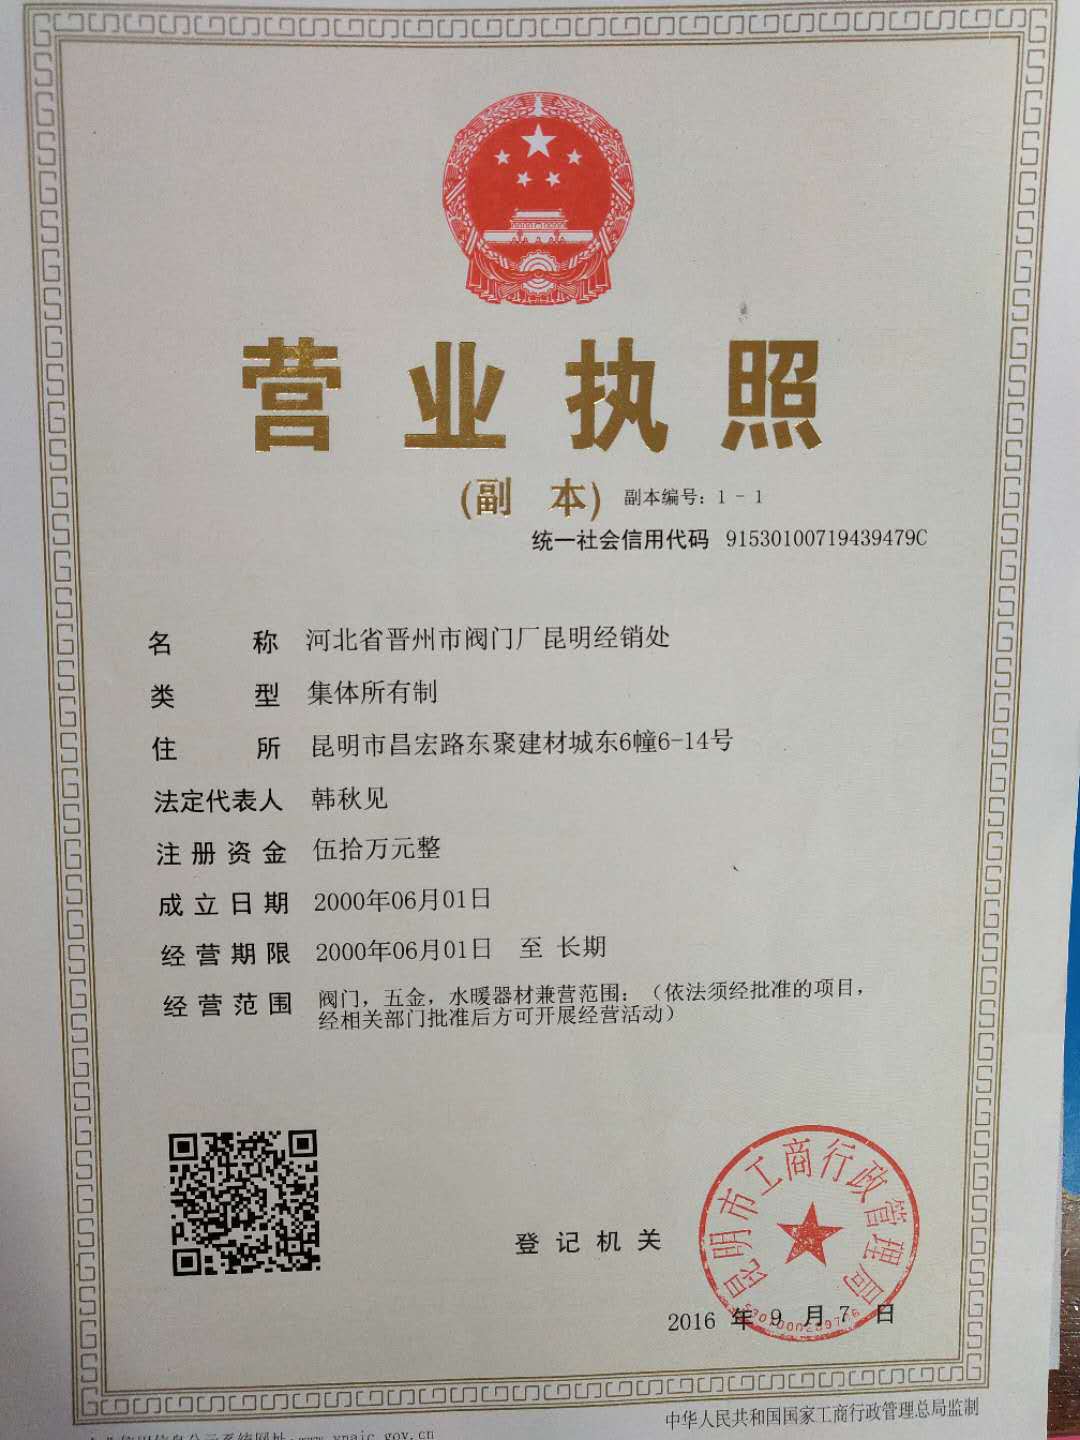 营业执照
(副 本) 副本编号：1 - 1
统一社会信用代码 91530100719439479C
名称 河北省晋州市阀门厂昆明经销处
类型 集体所有制
住所 昆明市昌宏路东聚建材城东6幢6-14号
法定代表人 韩秋见
注册资金 伍拾万元整
成立日期 2000年06月01日
经营期限 2000年06月01日 至 长期
经营范围 阀门，五金，水暖器材兼营范围：（依法须经批准的项目，
经相关部门批准后方可开展经营活动）
昆明市工商行政管理局
登记机关
2016 年 9 月 7 日
中华人民共和国国家工商行政管理总局监制